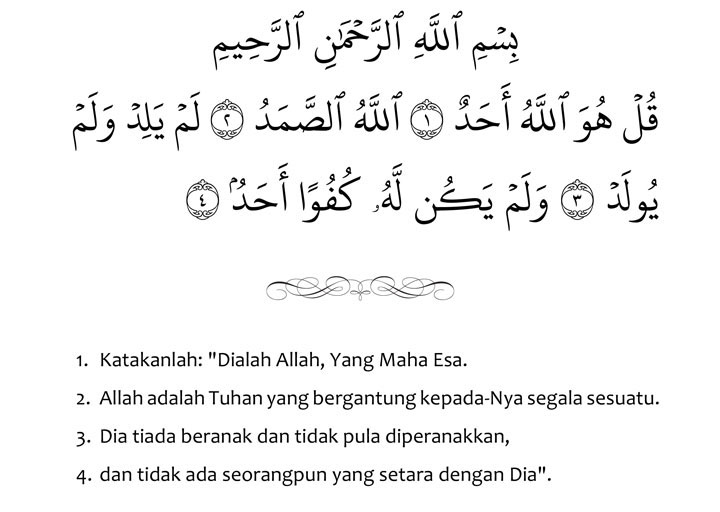 بِسۡمِ ٱللَّهِ ٱلرَّحۡمَٰنِ ٱلرَّحِيمِ
قُلۡ هُوَ ٱللَّهُ أَحَدٌ ١ ٱللَّهُ ٱلصَّمَدُ ٢ لَمۡ يَلِدۡ وَلَمۡ
يُولَدۡ ٣ وَلَمۡ يَكُن لَّهُۥ كُفُوًا أَحَدُۢ ٤
1. Katakanlah: "Dialah Allah, Yang Maha Esa.
2. Allah adalah Tuhan yang bergantung kepada-Nya segala sesuatu.
3. Dia tiada beranak dan tidak pula diperanakkan,
4. dan tidak ada seorangpun yang setara dengan Dia".